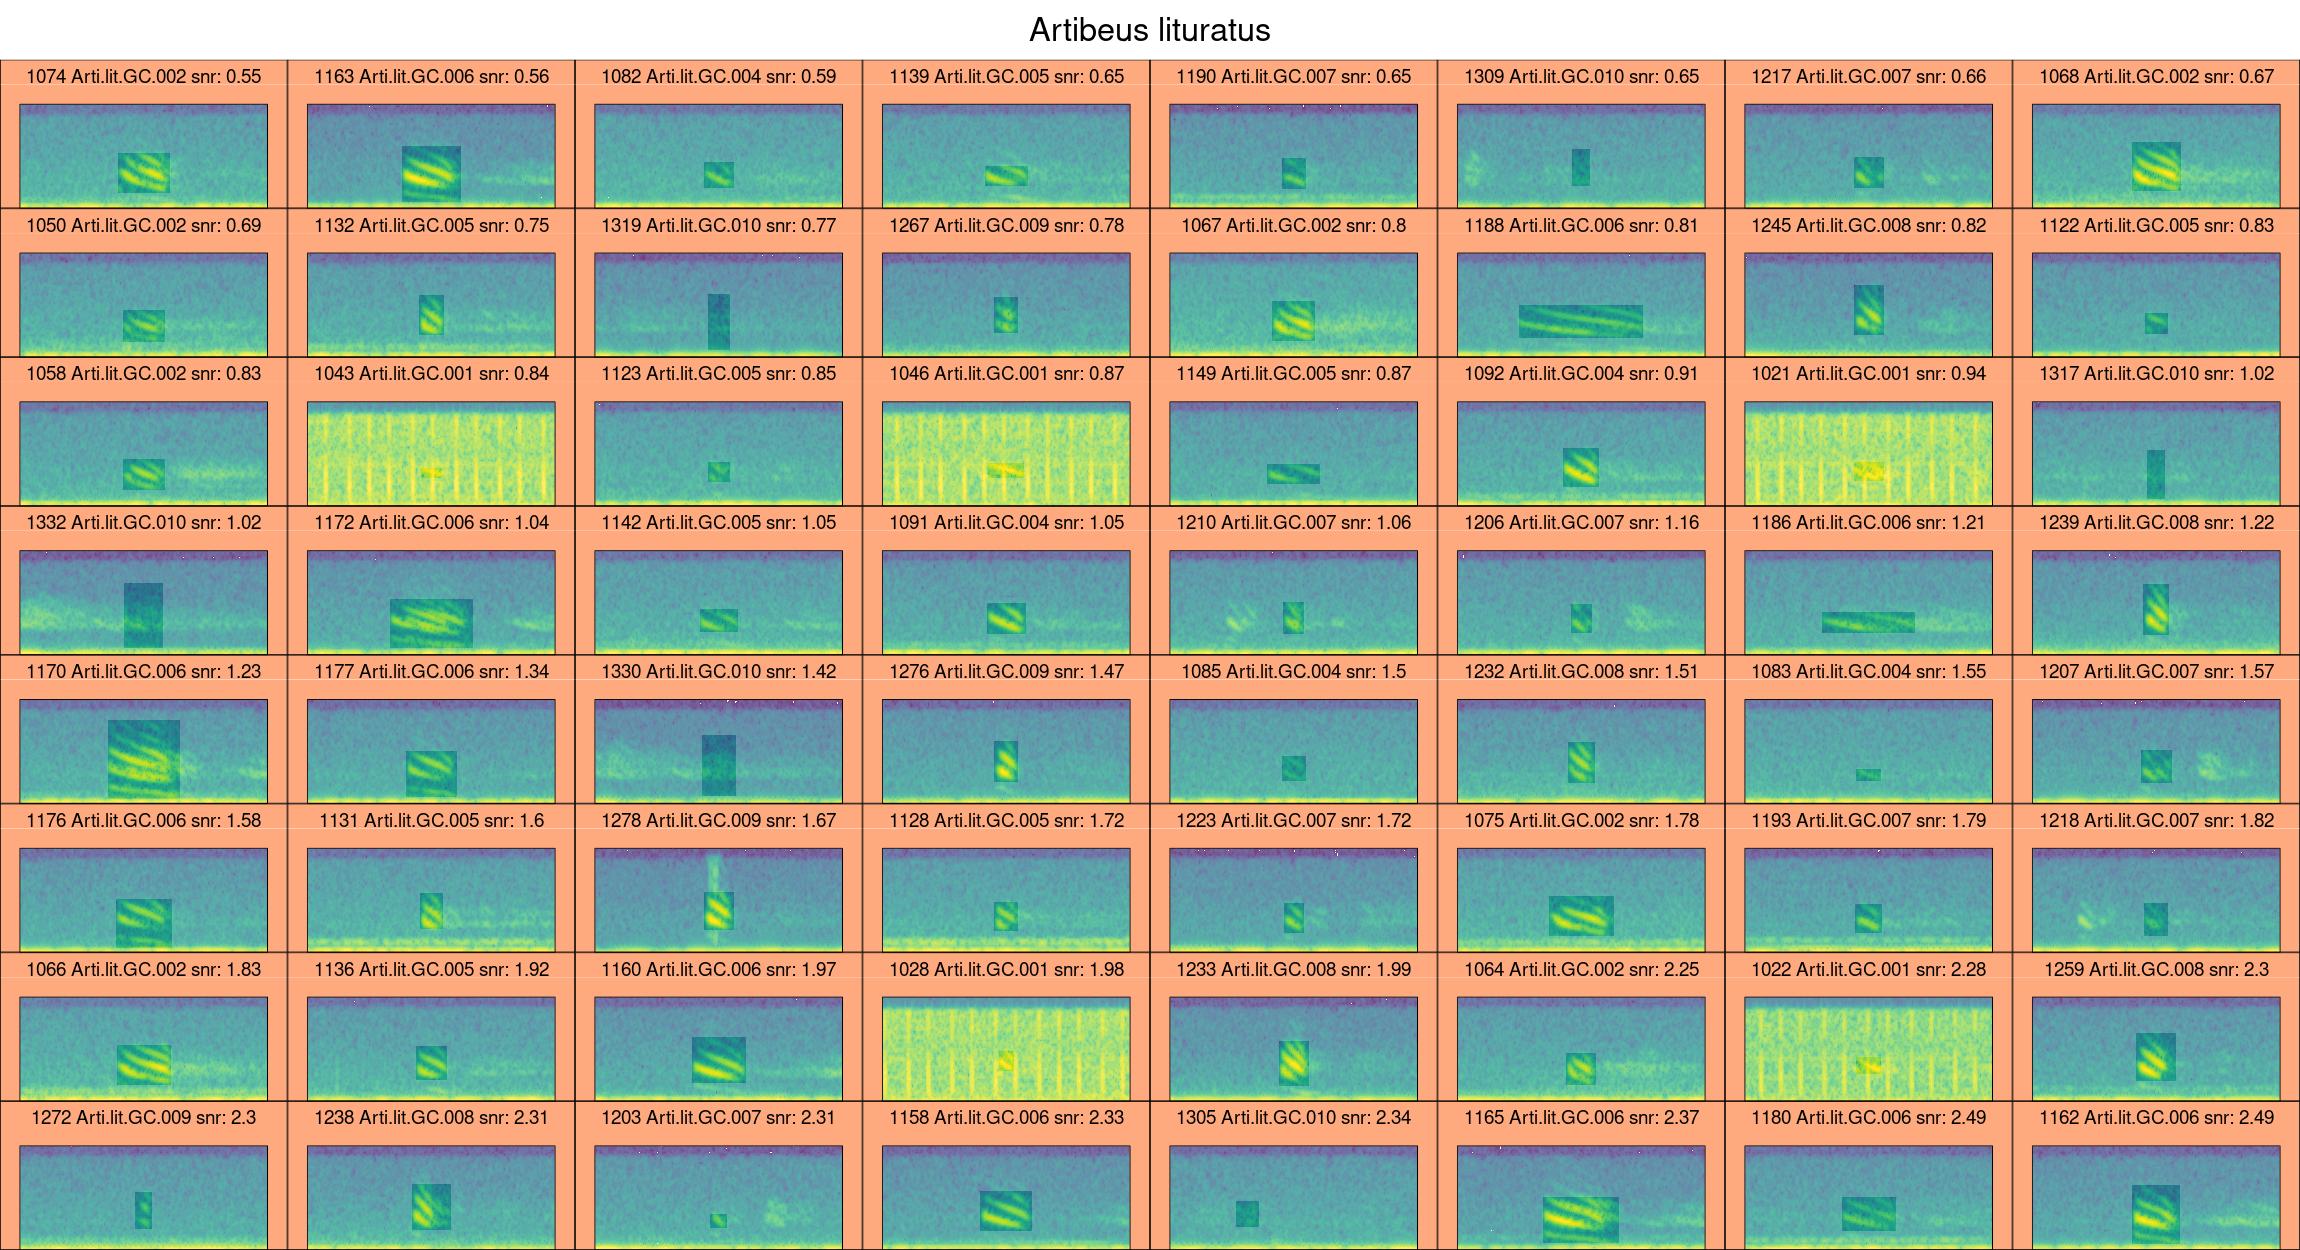 Artibeus lituratus
1074 Arti.lit.GC.002 snr: 0.55 1163 Arti.lit.GC.006 snr: 0.56 1082 Arti.lit.GC.004 snr: 0.59 1139 Arti.lit.GC.005 snr: 0.65 1190 Arti.lit.GC.007 snr: 0.65 1309 Arti.lit.GC.010 snr: 0.65 1217 Arti.lit.GC.007 snr: 0.66 1068 Arti.lit.GC.002 snr: 0.67
1050 Arti.lit.GC.002 snr: 0.69 1132 Arti.lit.GC.005 snr: 0.75 1319 Arti.lit.GC.010 snr: 0.77 1267 Arti.lit.GC.009 snr: 0.78 1067 Arti.lit.GC.002 snr: 0.8 1188 Arti.lit.GC.006 snr: 0.81 1245 Arti.lit.GC.008 snr: 0.82 1122 Arti.lit.GC.005 snr: 0.83
1058 Arti.lit.GC.002 snr: 0.83 1043 Arti.lit.GC.001 snr: 0.84 1123 Arti.lit.GC.005 snr: 0.85 1046 Arti.lit.GC.001 snr: 0.87 1149 Arti.lit.GC.005 snr: 0.87 1092 Arti.lit.GC.004 snr: 0.91 1021 Arti.lit.GC.001 snr: 0.94 1317 Arti.lit.GC.010 snr: 1.02
1332 Arti.lit.GC.010 snr: 1.02 1172 Arti.lit.GC.006 snr: 1.04 1142 Arti.lit.GC.005 snr: 1.05 1091 Arti.lit.GC.004 snr: 1.05 1210 Arti.lit.GC.007 snr: 1.06 1206 Arti.lit.GC.007 snr: 1.16 1186 Arti.lit.GC.006 snr: 1.21 1239 Arti.lit.GC.008 snr: 1.22
1170 Arti.lit.GC.006 snr: 1.23 1177 Arti.lit.GC.006 snr: 1.34 1330 Arti.lit.GC.010 snr: 1.42 1276 Arti.lit.GC.009 snr: 1.47 1085 Arti.lit.GC.004 snr: 1.5 1232 Arti.lit.GC.008 snr: 1.51 1083 Arti.lit.GC.004 snr: 1.55 1207 Arti.lit.GC.007 snr: 1.57
1176 Arti.lit.GC.006 snr: 1.58 1131 Arti.lit.GC.005 snr: 1.6 1278 Arti.lit.GC.009 snr: 1.67 1128 Arti.lit.GC.005 snr: 1.72 1223 Arti.lit.GC.007 snr: 1.72 1075 Arti.lit.GC.002 snr: 1.78 1193 Arti.lit.GC.007 snr: 1.79 1218 Arti.lit.GC.007 snr: 1.82
1066 Arti.lit.GC.002 snr: 1.83 1136 Arti.lit.GC.005 snr: 1.92 1160 Arti.lit.GC.006 snr: 1.97 1028 Arti.lit.GC.001 snr: 1.98 1233 Arti.lit.GC.008 snr: 1.99 1064 Arti.lit.GC.002 snr: 2.25 1022 Arti.lit.GC.001 snr: 2.28 1259 Arti.lit.GC.008 snr: 2.3
1272 Arti.lit.GC.009 snr: 2.3 1238 Arti.lit.GC.008 snr: 2.31 1203 Arti.lit.GC.007 snr: 2.31 1158 Arti.lit.GC.006 snr: 2.33 1305 Arti.lit.GC.010 snr: 2.34 1165 Arti.lit.GC.006 snr: 2.37 1180 Arti.lit.GC.006 snr: 2.49 1162 Arti.lit.GC.006 snr: 2.49